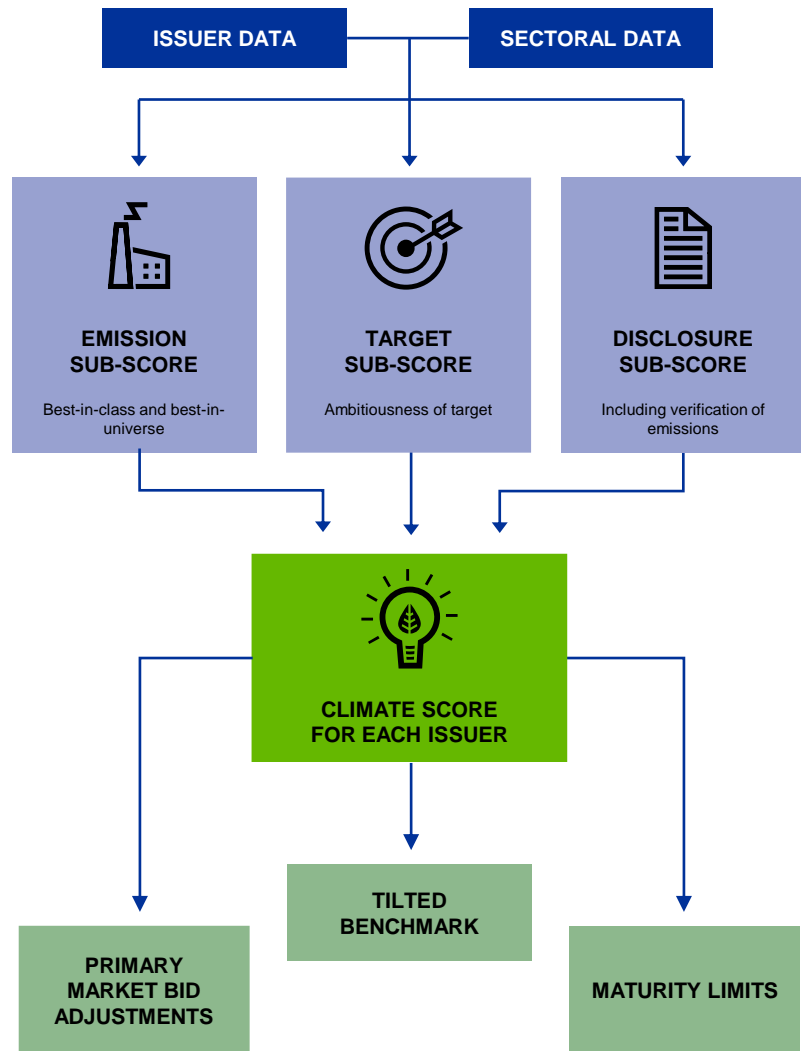 ISSUER DATA
SECTORAL DATA
EMISSION
SUB-SCORE
Best-in-class and best-in-
universe
TARGET
SUB-SCORE
Ambitiousness of target
DISCLOSURE
SUB-SCORE
Including verification of
emissions
CLIMATE SCORE
FOR EACH ISSUER
PRIMARY
MARKET BID
ADJUSTMENTS
TILTED
BENCHMARK
MATURITY LIMITS